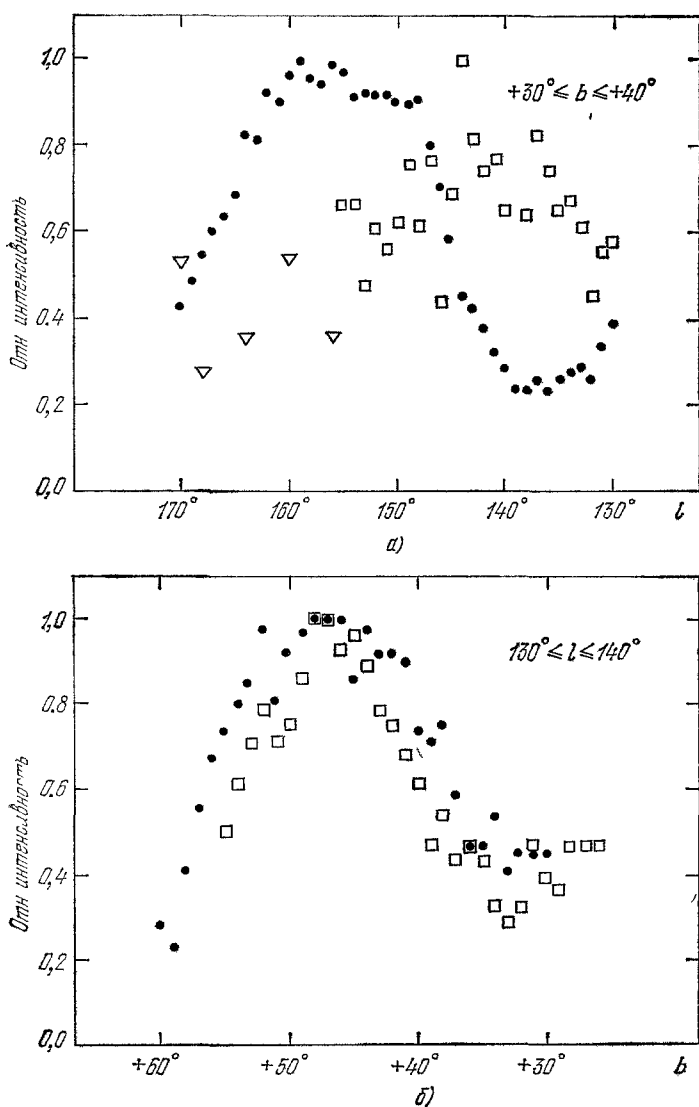 1,0
+30° ≤ b ≤ +40°
0,8
0,6
0,4
0,2
0,0
Отн интенсивность
170° 160° 150° 140° 130° l
а)
1,0
130° ≤ l ≤ 140°
0,8
0,6
0,4
0,2
0,0
Отн интенсивность
+60° +50° +40° +30° b
б)